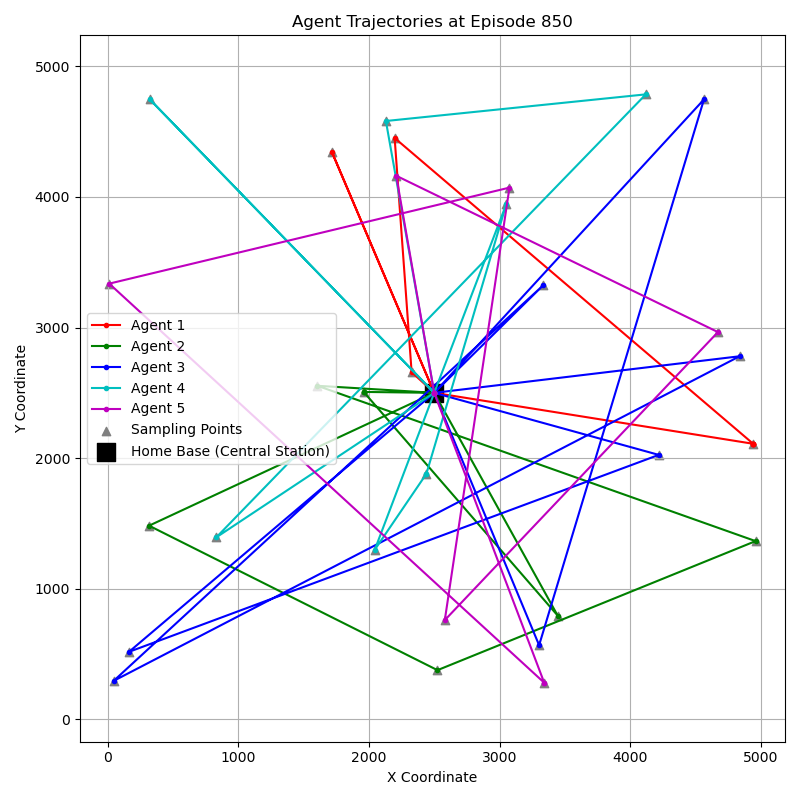 Agent Trajectories at Episode 850
Y Coordinate
5000
4000
3000
2000
1000
0
Agent 1
Agent 2
Agent 3
Agent 4
Agent 5
Sampling Points
Home Base (Central Station)
0 1000 2000 3000 4000 5000
X Coordinate